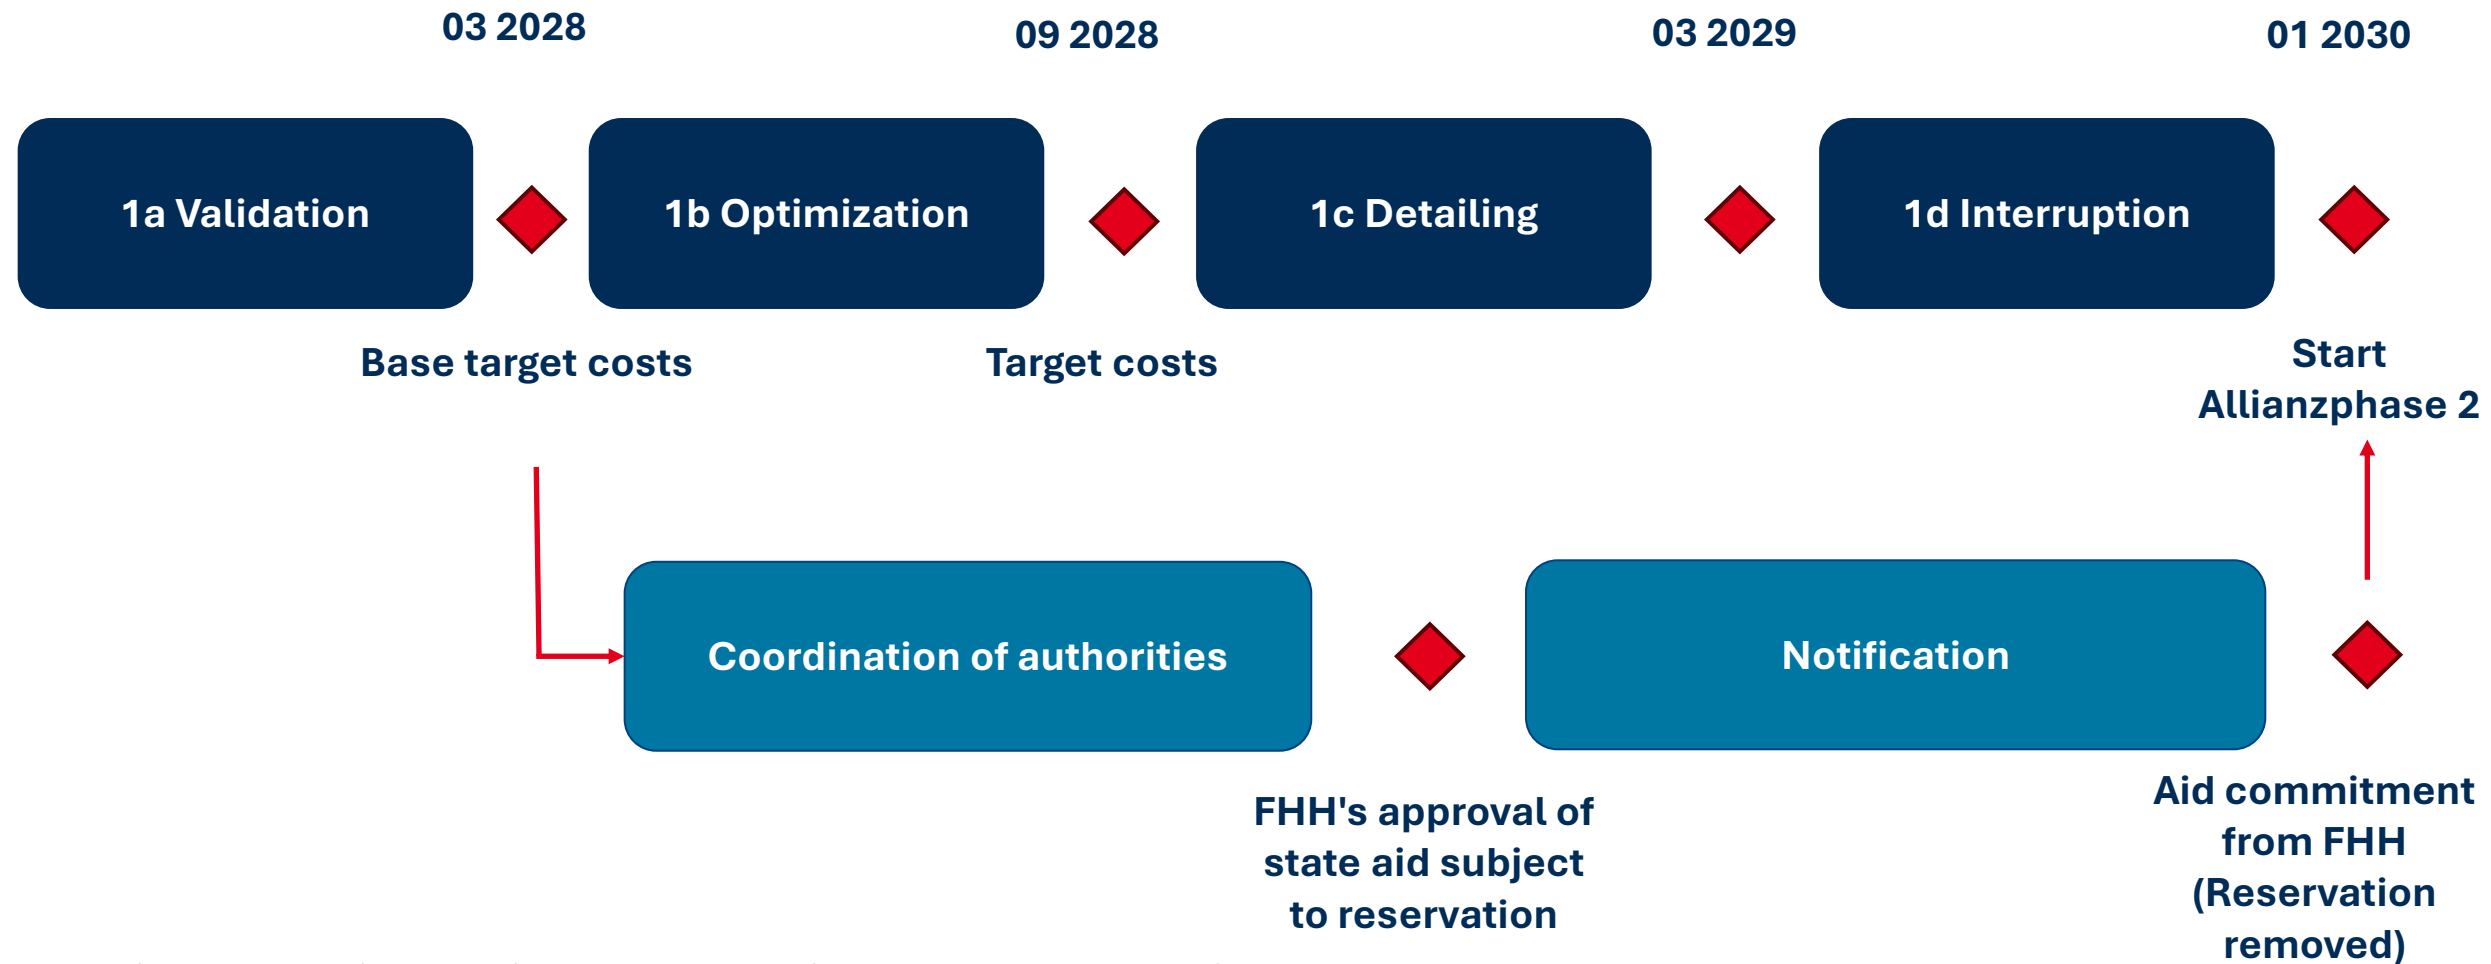 03 2028
09 2028
03 2029
01 2030
1a Validation
1b Optimization
1c Detailing
1d Interruption
Base target costs
Target costs
Start
Allianzphase 2
Coordination of authorities
Notification
FHH's approval of
state aid subject
to reservation
Aid commitment
from FHH
(Reservation
removed)